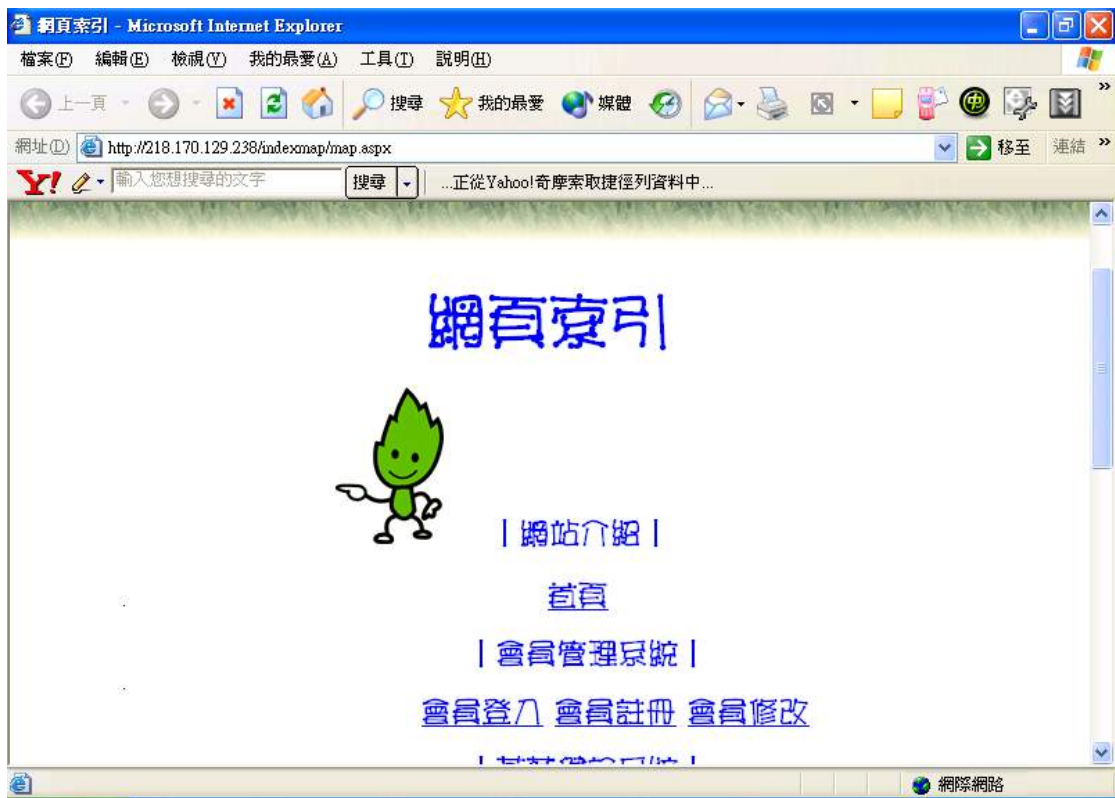 網頁索引 - Microsoft Internet Explorer
檔案(F) 編輯(E) 檢視(V) 我的最愛(A) 工具(T) 說明(H)
上一頁 搜尋 我的最愛 媒體
網址(D) http://218.170.129.238/indexmap/map.aspx 移至 連結 »
Y! 輸入您想搜尋的文字 搜尋 ...正從Yahoo!奇摩索取捷徑列資料中...
網頁索引
| 網站介紹 |
首頁
| 會員管理系統 |
會員登入 會員註冊 會員修改
網際網路